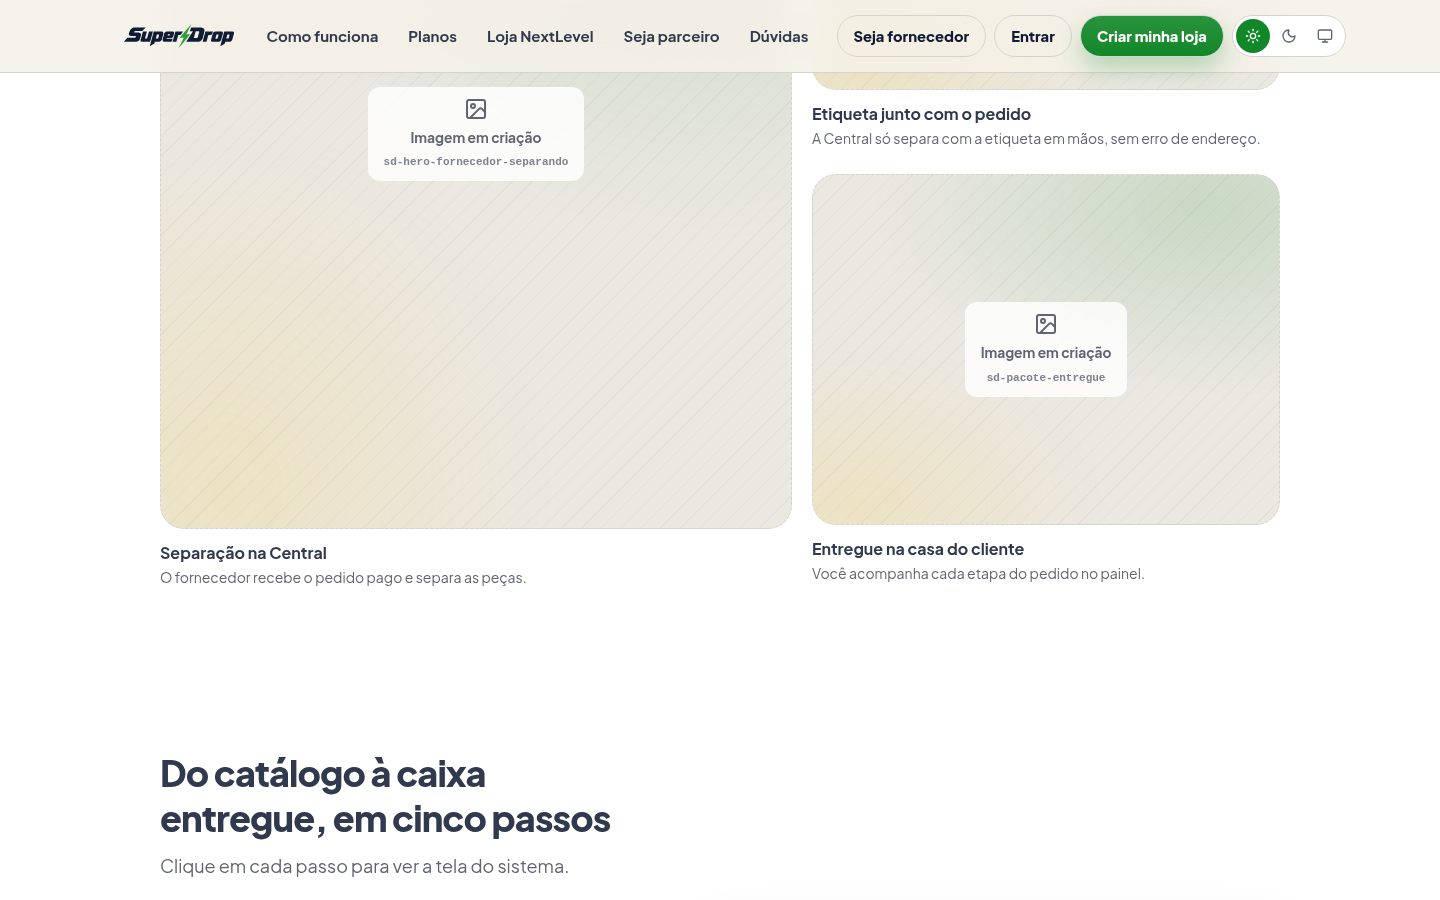 SuperDrop
Como funciona
Planos
Loja NextLevel
Seja parceiro
Dúvidas
Seja fornecedor
Entrar
Criar minha loja
Imagem em criação
sd-hero-fornecedor-separando
Separação na Central
O fornecedor recebe o pedido pago e separa as peças.
Etiqueta junto com o pedido
A Central só separa com a etiqueta em mãos, sem erro de endereço.
Imagem em criação
sd-pacote-entregue
Entregue na casa do cliente
Você acompanha cada etapa do pedido no painel.
Do catálogo à caixa
entregue, em cinco passos
Clique em cada passo para ver a tela do sistema.